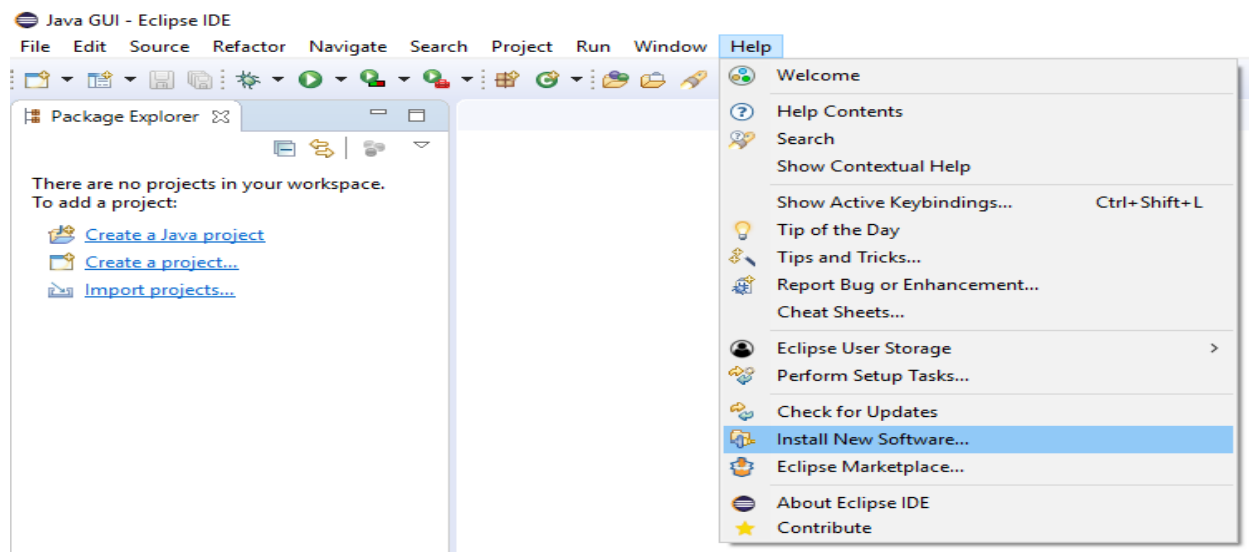 Java GUI - Eclipse IDE
File Edit Source Refactor Navigate Search Project Run Window Help
Package Explorer
There are no projects in your workspace.
To add a project:
Create a Java project
Create a project...
Import projects...
Welcome
Help Contents
Search
Show Contextual Help
Show Active Keybindings... Ctrl+Shift+L
Tip of the Day
Tips and Tricks...
Report Bug or Enhancement...
Cheat Sheets...
Eclipse User Storage
Perform Setup Tasks...
Check for Updates
Install New Software...
Eclipse Marketplace...
About Eclipse IDE
Contribute